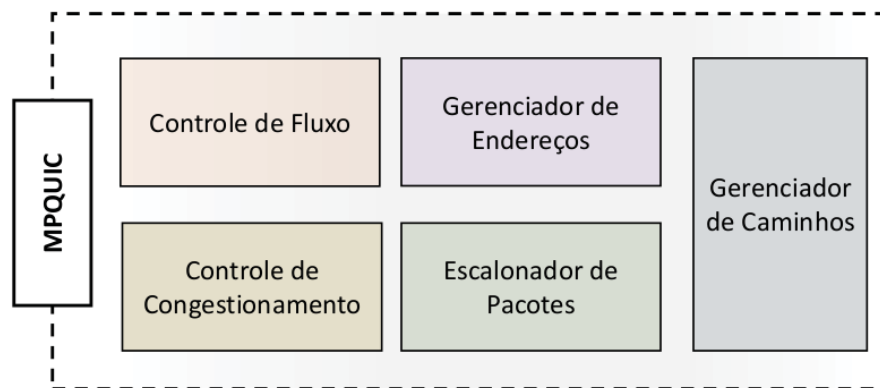 MPQUIC
Controle de Fluxo
Gerenciador de
Endereços
Gerenciador
de Caminhos
Controle de
Congestionamento
Escalonador de
Pacotes